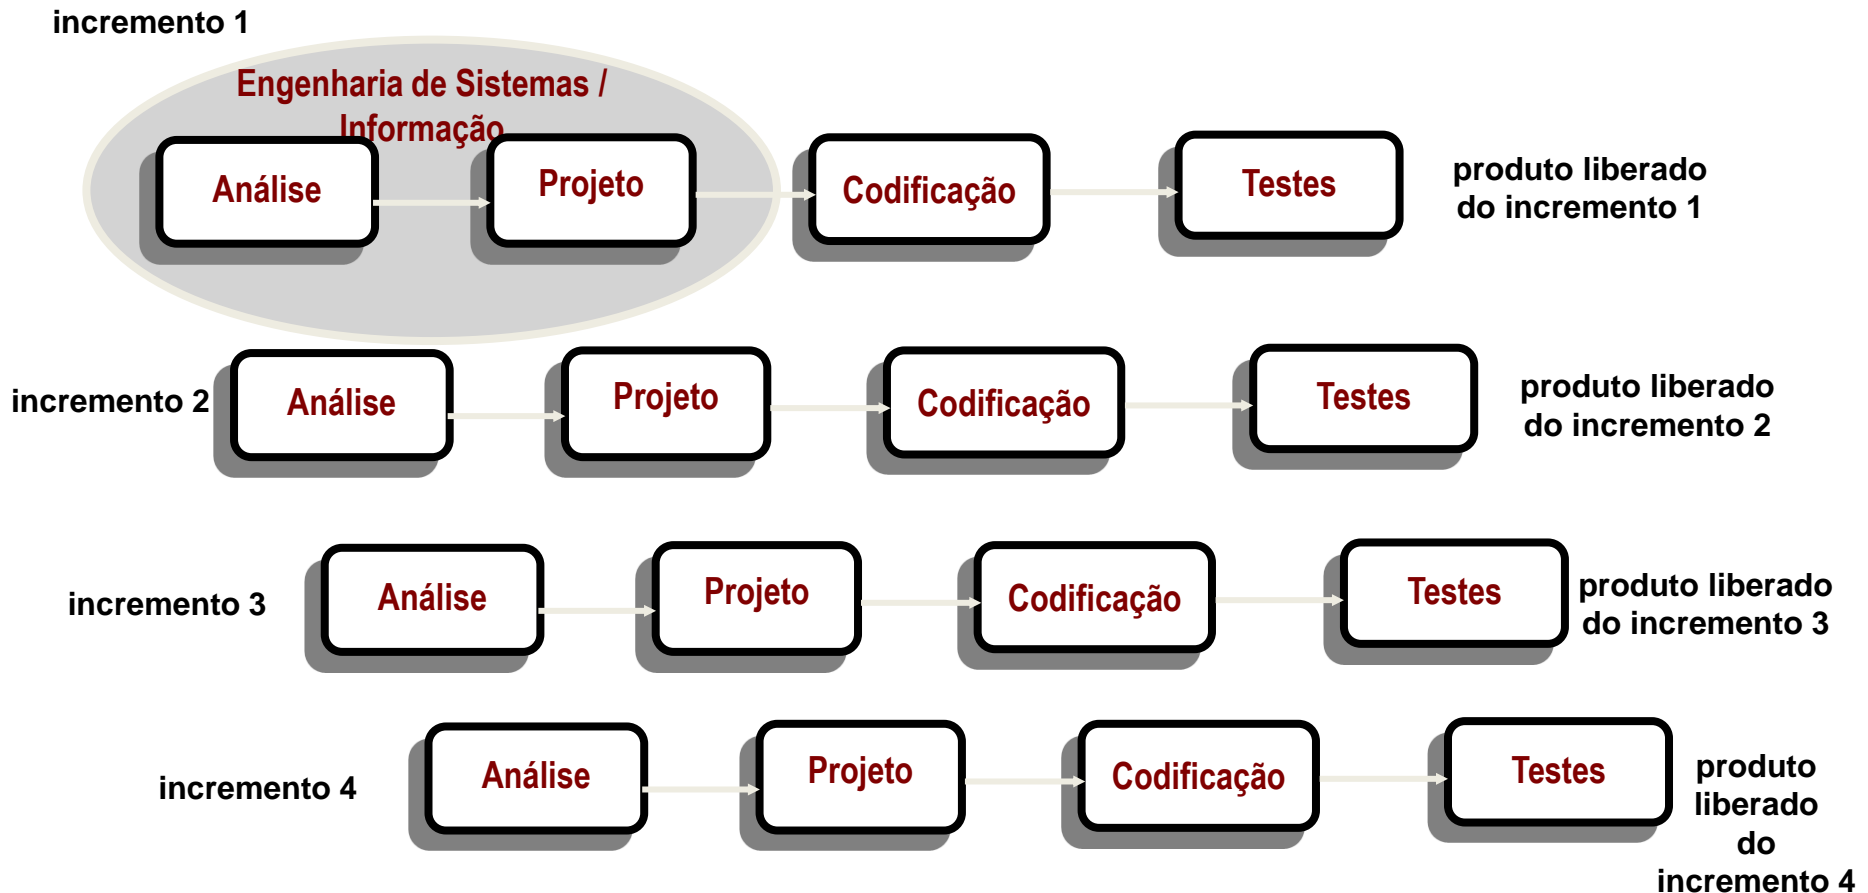 incremento 1
Engenharia de Sistemas /
Informação
Análise
Projeto
Codificação
Testes
produto liberado
do incremento 1
incremento 2
Análise
Projeto
Codificação
Testes
produto liberado
do incremento 2
incremento 3
Análise
Projeto
Codificação
Testes
produto liberado
do incremento 3
incremento 4
Análise
Projeto
Codificação
Testes
produto
liberado
do
incremento 4